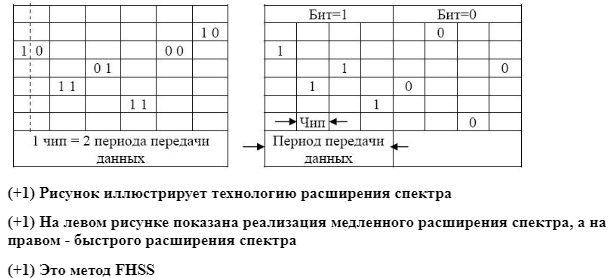 Бит=1 Бит=0
1 0 0
1 0 0 0 1
0 1 1 0
1 1 1 0
1 1 1
Чип 0
1 чип = 2 периода передачи
данных
Период передачи
данных
(+1) Рисунок иллюстрирует технологию расширения спектра
(+1) На левом рисунке показана реализация медленного расширения спектра, а на
правом - быстрого расширения спектра
(+1) Это метод FHSS